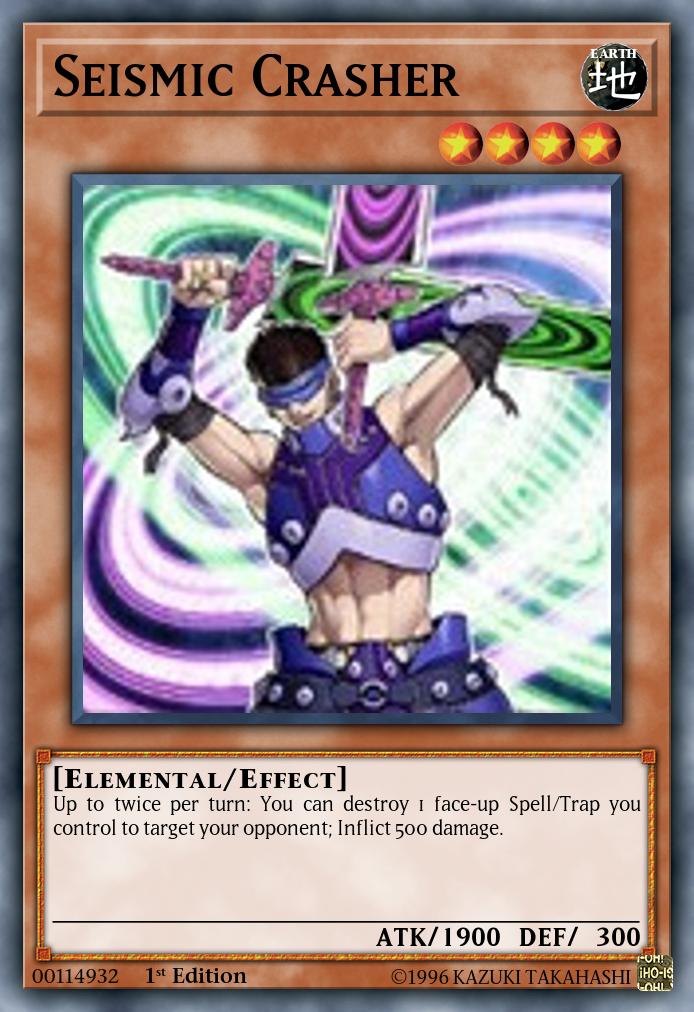 Seismic Crasher
EARTH
地
[Elemental/Effect]
Up to twice per turn: You can destroy 1 face-up Spell/Trap you
control to target your opponent; Inflict 500 damage.
ATK/1900 DEF/ 300
00114932 1st Edition ©1996 KAZUKI TAKAHASHI